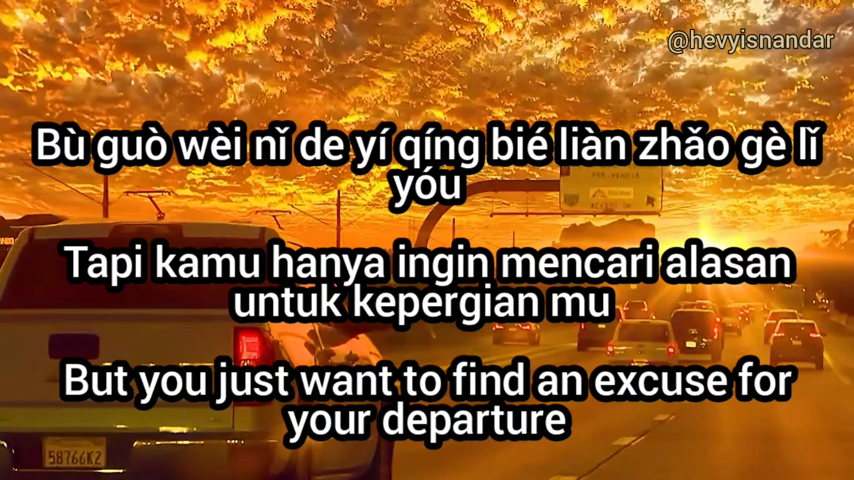 @hevyisnandar
Bù guò wèi nǐ de yí qíng bié liàn zhǎo gè lǐ
yóu
Tapi kamu hanya ingin mencari alasan
untuk kepergian mu
But you just want to find an excuse for
your departure
58766K2